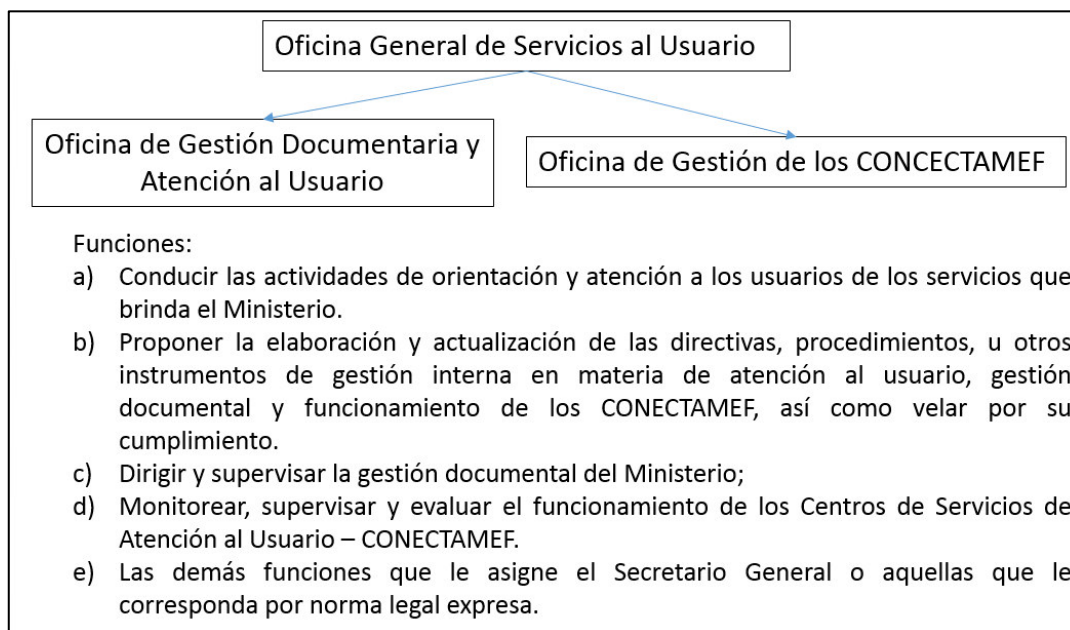 Oficina General de Servicios al Usuario
Oficina de Gestión Documentaria y
Atención al Usuario
Oficina de Gestión de los CONCECTAMEF
Funciones:
a) Conducir las actividades de orientación y atención a los usuarios de los servicios que
brinda el Ministerio.
b) Proponer la elaboración y actualización de las directivas, procedimientos, u otros
instrumentos de gestión interna en materia de atención al usuario, gestión
documental y funcionamiento de los CONECTAMEF, así como velar por su
cumplimiento.
c) Dirigir y supervisar la gestión documental del Ministerio;
d) Monitorear, supervisar y evaluar el funcionamiento de los Centros de Servicios de
Atención al Usuario – CONECTAMEF.
e) Las demás funciones que le asigne el Secretario General o aquellas que le
corresponda por norma legal expresa.